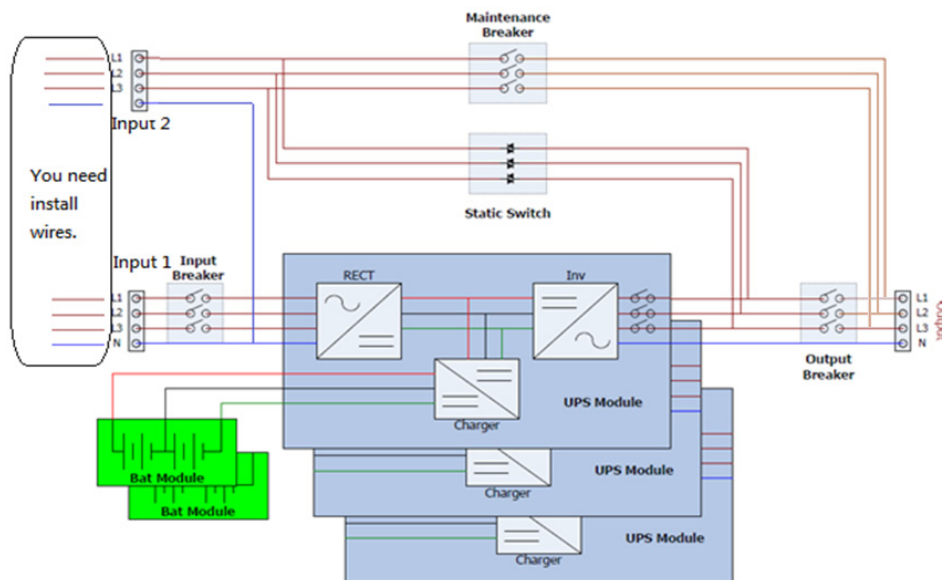 Maintenance
Breaker
L1
L2
L3
Input 2
You need
install
wires.
Static Switch
Input 1
Input
Breaker
RECT
Inv
L1
L2
L3
N
L1
L2
L3
N
Output
Output
Breaker
UPS Module
Charger
Bat Module
UPS Module
Charger
Bat Module
UPS Module
Charger